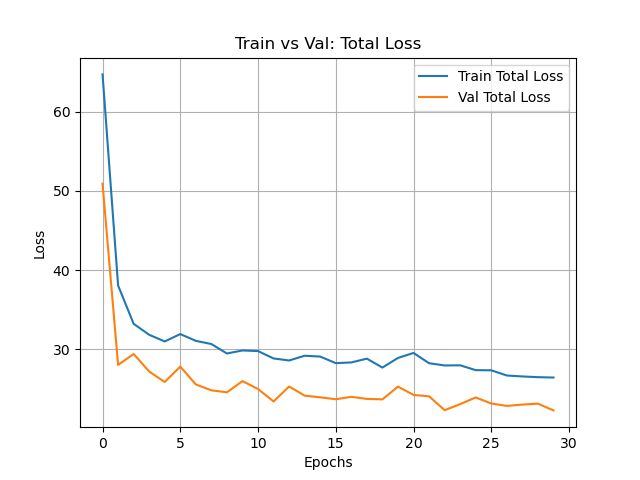 Train vs Val: Total Loss
Train Total Loss
Val Total Loss
Loss
60
50
40
30
0 5 10 15 20 25 30
Epochs